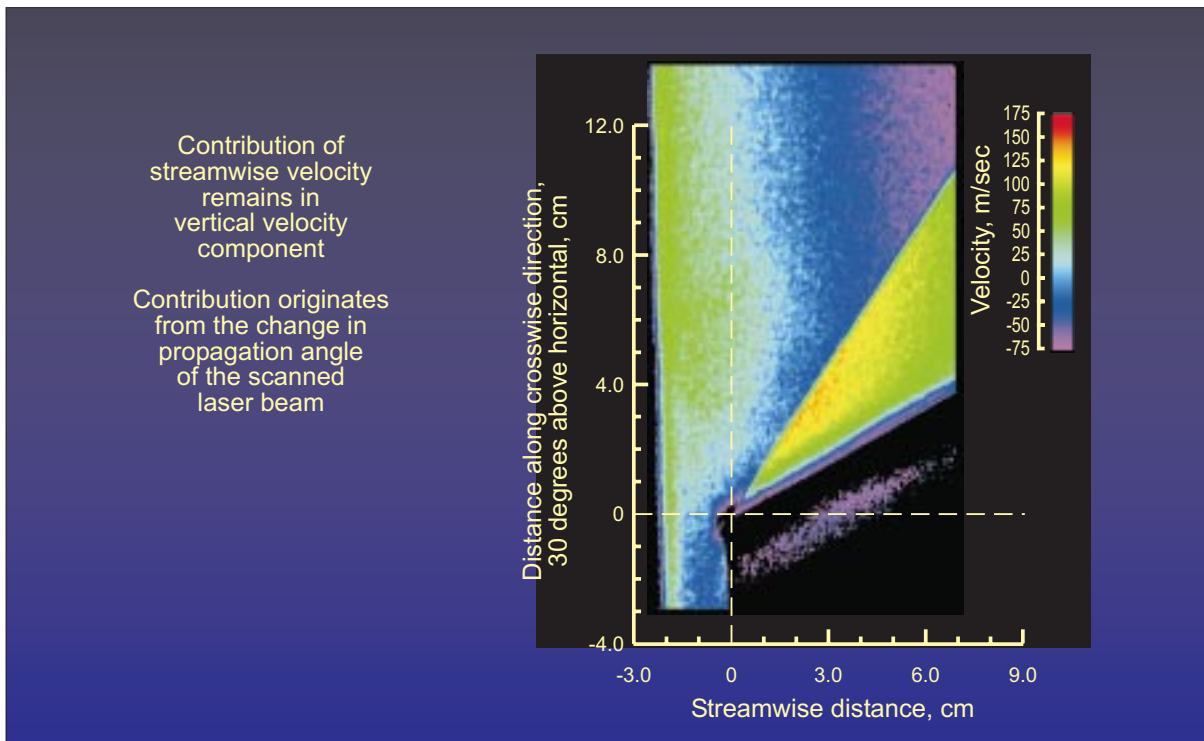 Contribution of
streamwise velocity
remains in
vertical velocity
component
Contribution originates
from the change in
propagation angle
of the scanned
laser beam
Distance along crosswise direction,
30 degrees above horizontal, cm
12.0
8.0
4.0
0
-4.0
-3.0
0
3.0
6.0
9.0
Streamwise distance, cm
Velocity, m/sec
175
150
125
100
75
50
25
0
-25
-50
-75